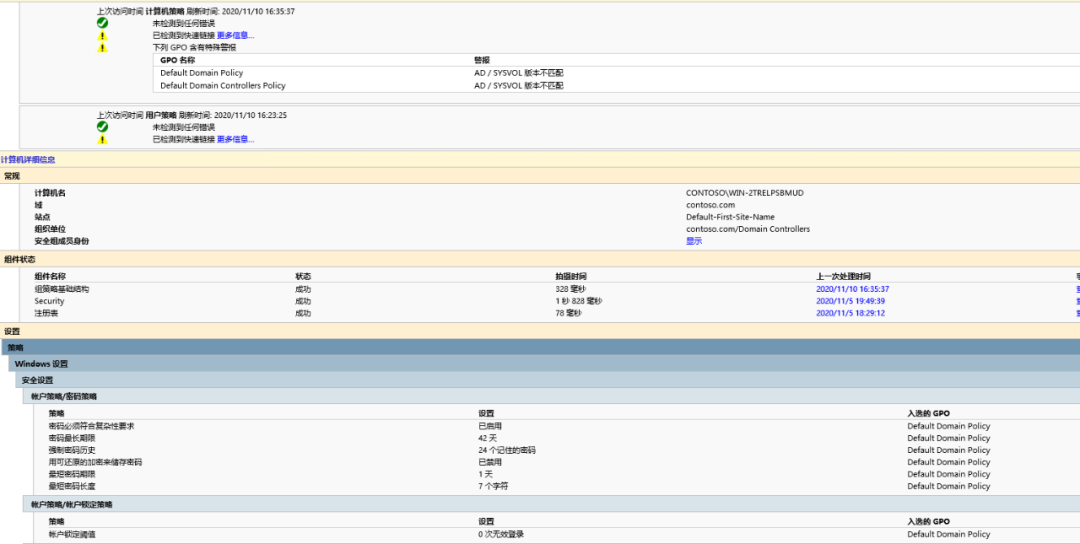 上次访问时间 计算机策略 刷新时间: 2020/11/10 16:35:37
未检测到任何错误
已检测到快速链接 更多信息...
下列 GPO 含有特殊警报
GPO 名称 警报
Default Domain Policy AD / SYSVOL 版本不匹配
Default Domain Controllers Policy AD / SYSVOL 版本不匹配
上次访问时间 用户策略 刷新时间: 2020/11/10 16:23:25
未检测到任何错误
已检测到快速链接 更多信息...
计算机详细信息
常规
计算机名 CONTOSO\WIN-2TRELPSBMUD
域 contoso.com
站点 Default-First-Site-Name
组织单位 contoso.com/Domain Controllers
安全组成员身份 显示
组件状态
组件名称 状态 拍摄时间 上一次处理时间
组策略基础结构 成功 328 毫秒 2020/11/10 16:35:37
Security 成功 1 秒 828 毫秒 2020/11/5 19:49:39
注册表 成功 78 毫秒 2020/11/5 18:29:12
设置
策略
Windows 设置
安全设置
帐户策略/密码策略
策略 设置 入选的 GPO
密码必须符合复杂性要求 已启用 Default Domain Policy
密码最长期限 42 天 Default Domain Policy
强制密码历史 24 个记住的密码 Default Domain Policy
用可还原的加密来储存密码 已禁用 Default Domain Policy
最短密码期限 1 天 Default Domain Policy
最短密码长度 7 个字符 Default Domain Policy
帐户策略/帐户锁定策略
策略 设置 入选的 GPO
帐户锁定阈值 0 次无效登录 Default Domain Policy